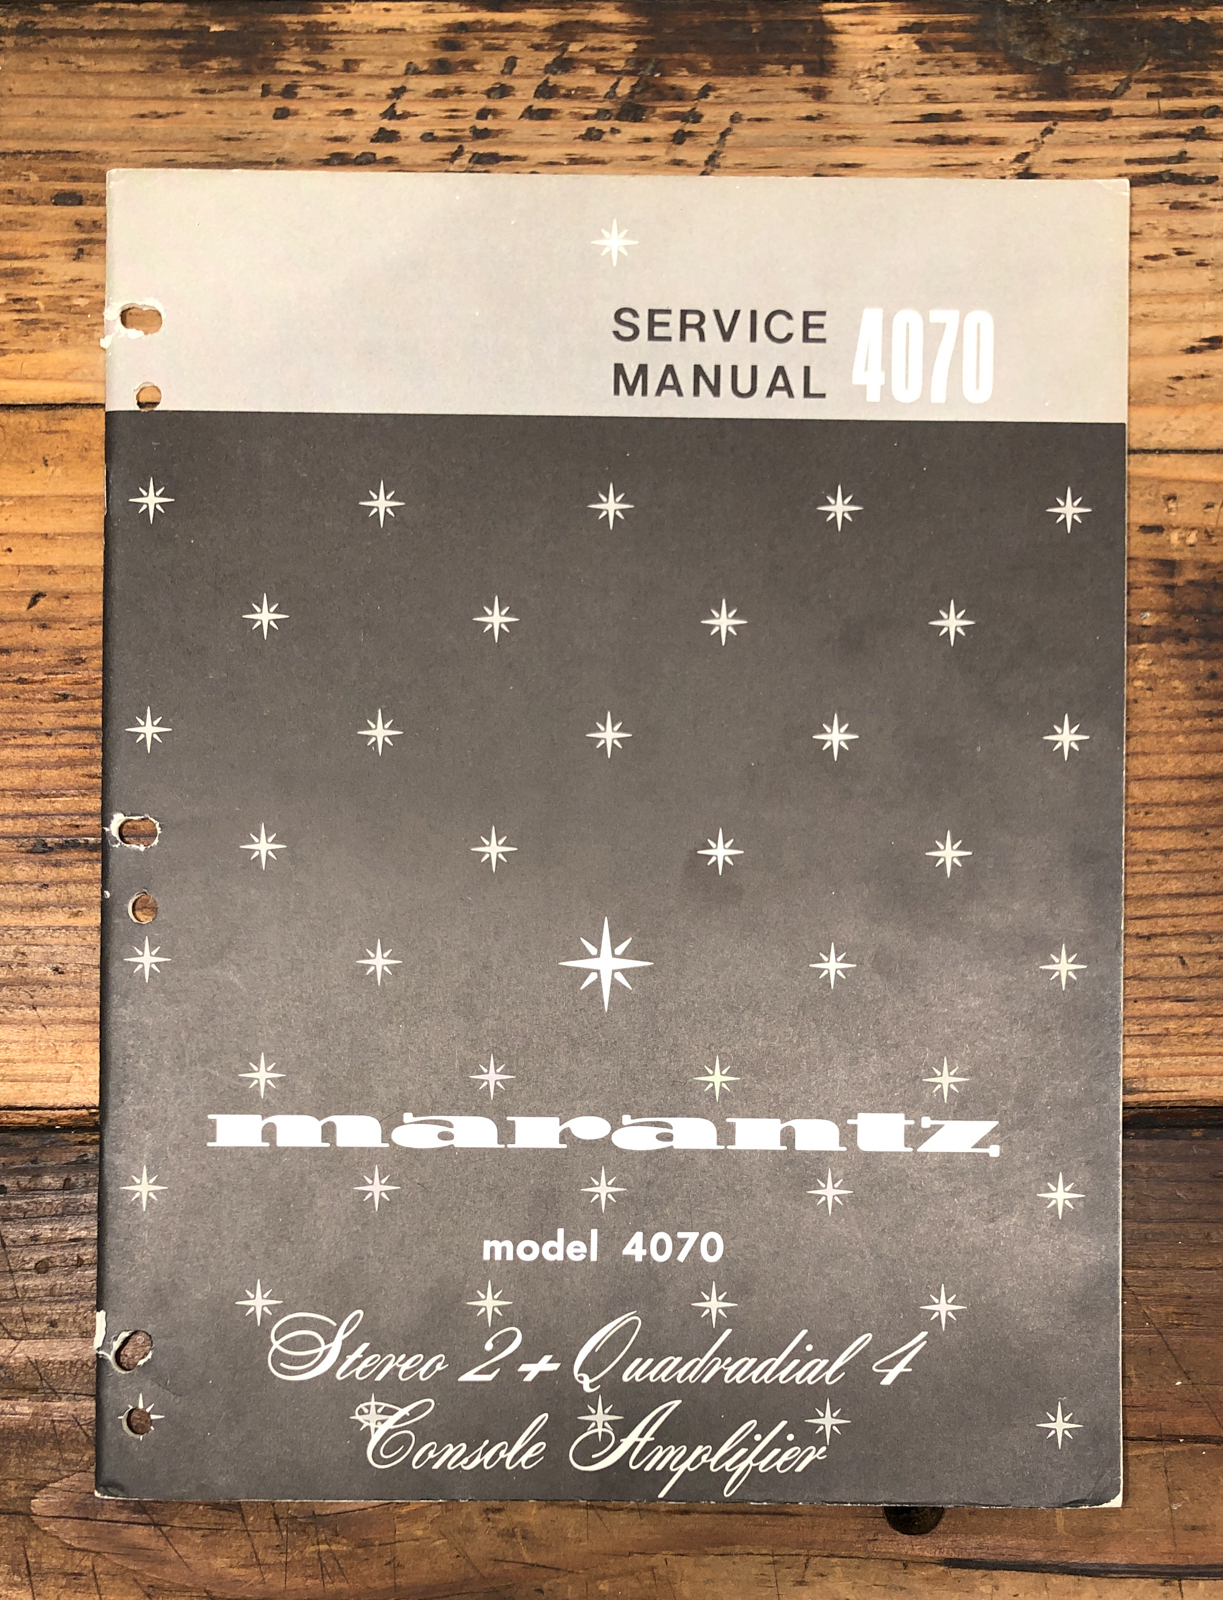 SERVICE
MANUAL 4070
marantz
model 4070
Stereo 2 + Quadradial 4
Console Amplifier